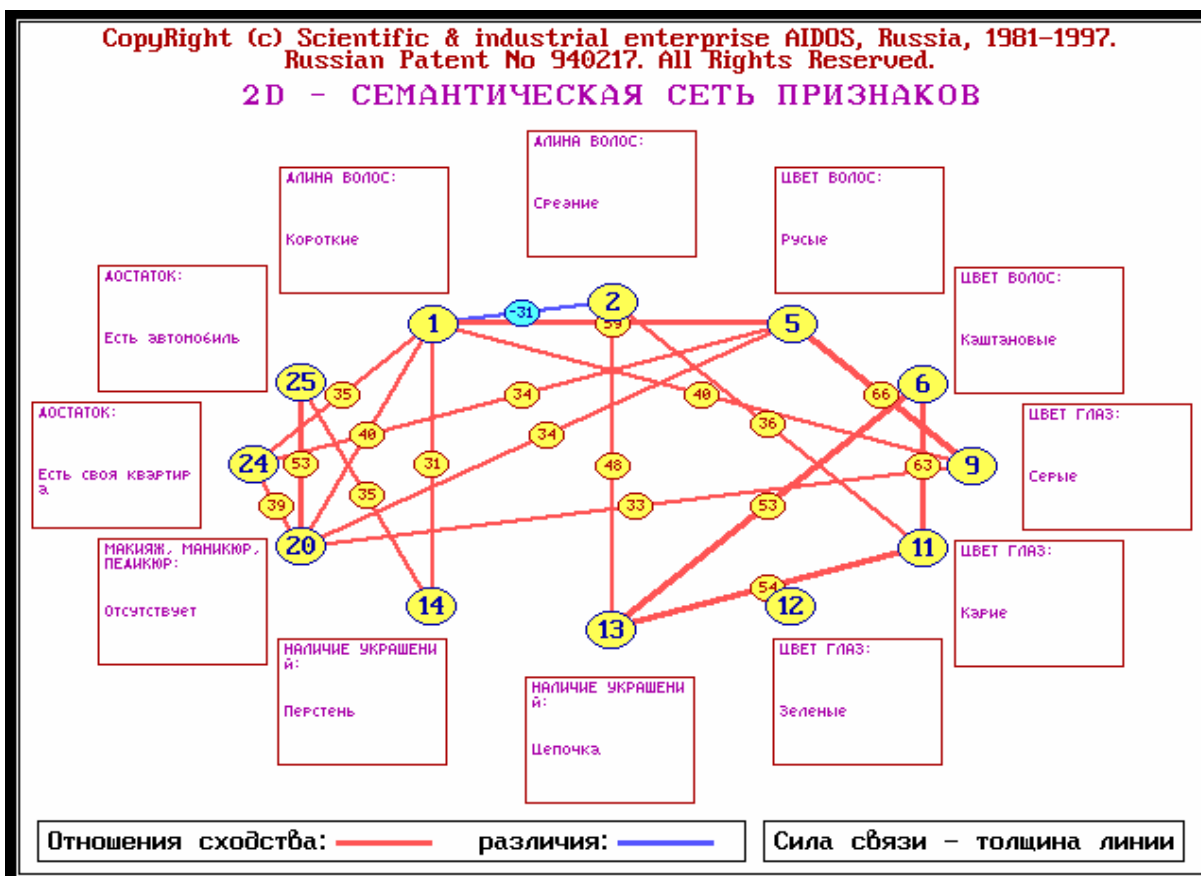 CopyRight (c) Scientific & industrial enterprise AIDOS, Russia, 1981-1997.
Russian Patent No 940217. All Rights Reserved.
2D - СЕМАНТИЧЕСКАЯ СЕТЬ ПРИЗНАКОВ
ДЛИНА ВОЛОС:
Средние
ДЛИНА ВОЛОС:
Короткие
ЦВЕТ ВОЛОС:
Русые
ДОСТАТОК:
Есть автомобиль
ЦВЕТ ВОЛОС:
Каштановые
ДОСТАТОК:
Есть своя квартир
а
ЦВЕТ ГЛАЗ:
Серые
МАКИЯЖ, МАНИКЮР,
ПЕДИКЮР:
Отсутствует
ЦВЕТ ГЛАЗ:
Карие
НАЛИЧИЕ УКРАШЕНИ
Й:
Перстень
НАЛИЧИЕ УКРАШЕНИ
Й:
Цепочка
ЦВЕТ ГЛАЗ:
Зеленые
1
-31
2
59
5
25
35
34
40
66
6
40
34
36
24
53
31
48
63
9
39
35
33
53
20
11
14
13
54
12
Отношения сходства:
различия:
Сила связи - толщина линии